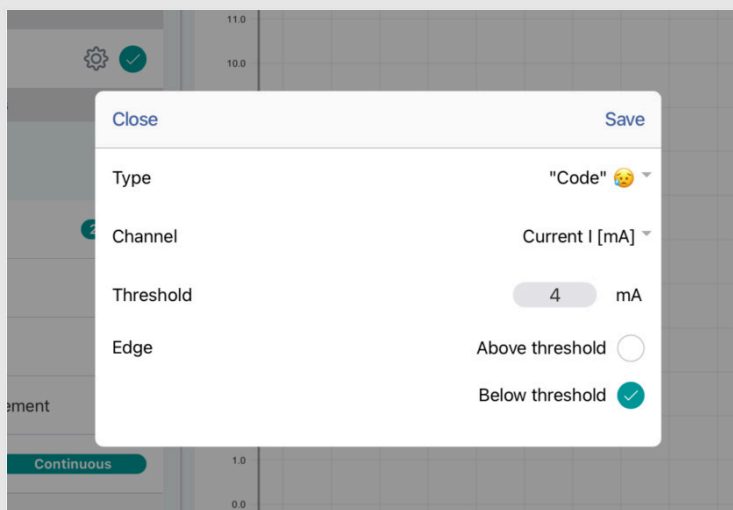 11.0
10.0
Close Save
Type "Code" 😥
Channel Current I [mA]
Threshold 4 mA
Edge Above threshold
Below threshold
ement
Continuous
1.0
0.0